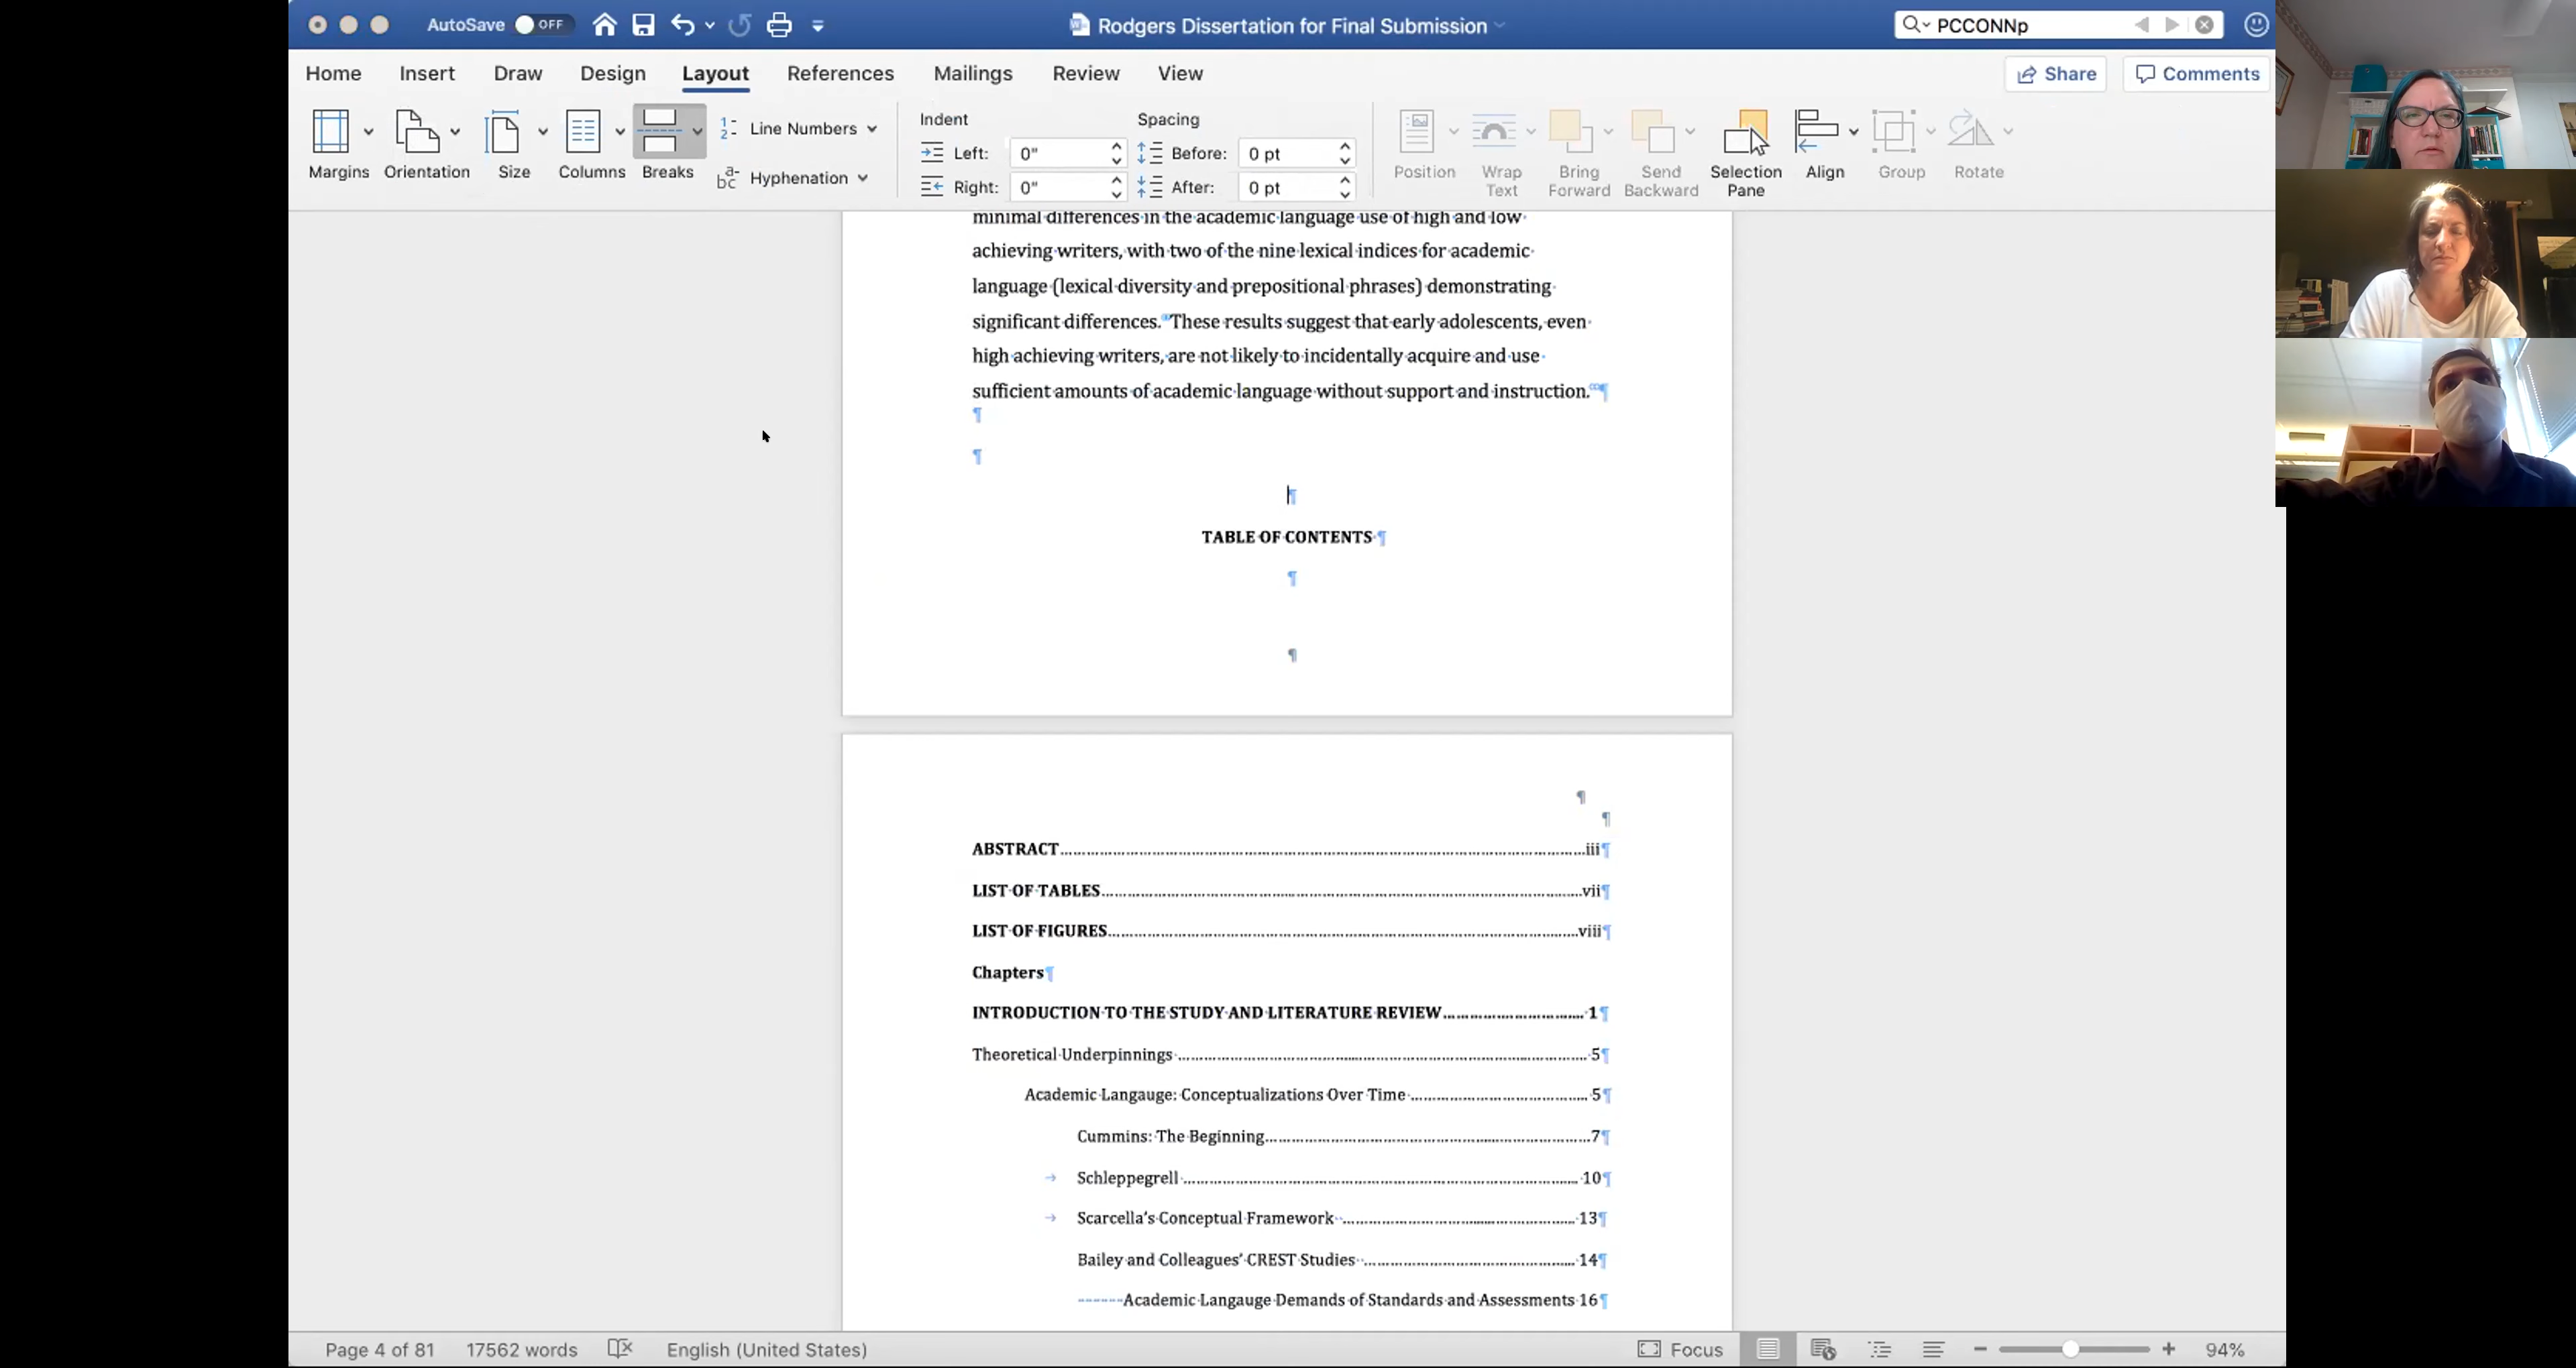 AutoSave OFF
Rodgers Dissertation for Final Submission
PCCONNp
Home Insert Draw Design Layout References Mailings Review View
Share Comments
Margins Orientation Size Columns Breaks
Line Numbers
Hyphenation
Indent
Left: 0"
Right: 0"
Spacing
Before: 0 pt
After: 0 pt
Position Wrap Text Bring Forward Send Backward Selection Pane Align Group Rotate
minimal differences in the academic language use of high and low
achieving writers, with two of the nine lexical indices for academic
language (lexical diversity and prepositional phrases) demonstrating
significant differences. These results suggest that early adolescents, even
high achieving writers, are not likely to incidentally acquire and use
sufficient amounts of academic language without support and instruction.
TABLE OF CONTENTS
ABSTRACT iii
LIST OF TABLES vii
LIST OF FIGURES viii
Chapters
INTRODUCTION TO THE STUDY AND LITERATURE REVIEW 1
Theoretical Underpinnings 5
Academic Langauge: Conceptualizations Over Time 5
Cummins: The Beginning 7
Schleppegrell 10
Scarcella's Conceptual Framework 13
Bailey and Colleagues' CREST Studies 14
Academic Langauge Demands of Standards and Assessments 16
Page 4 of 81 17562 words English (United States) Focus 94%